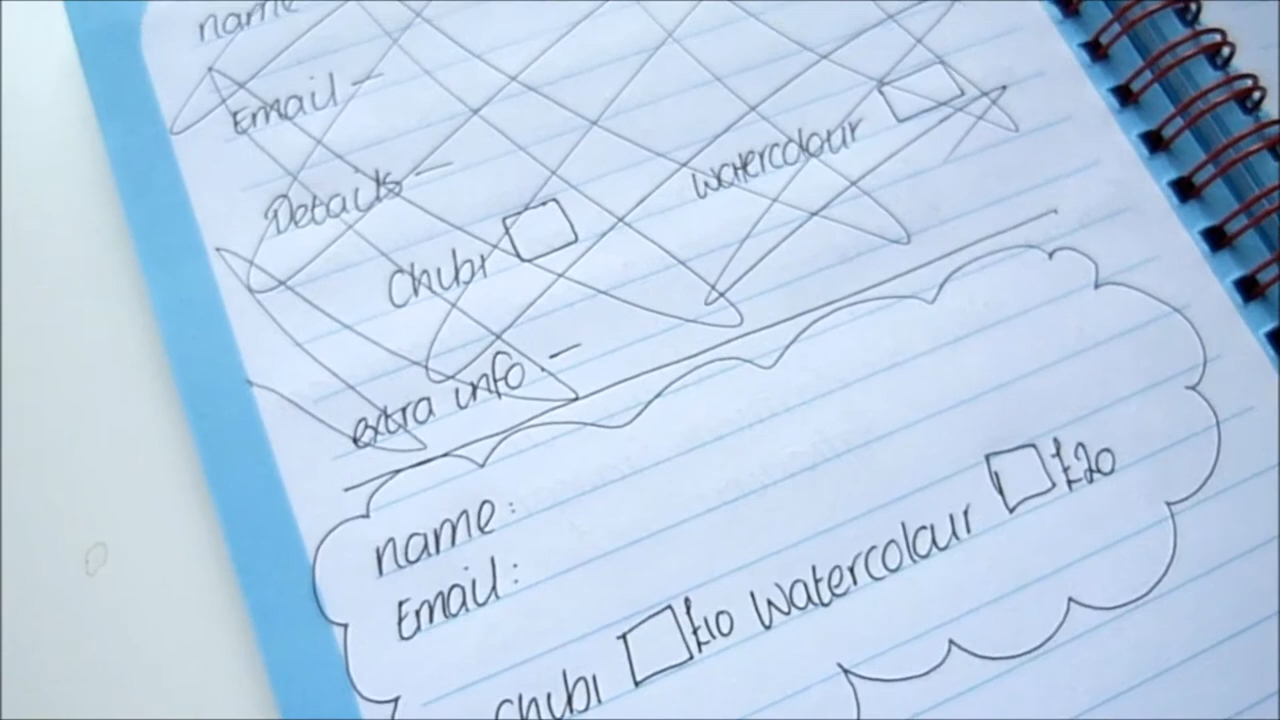 name
Email –
Details –
Chubi
watercolour
extra info –
name:
Email:
Chubi £10 Watercolour £20